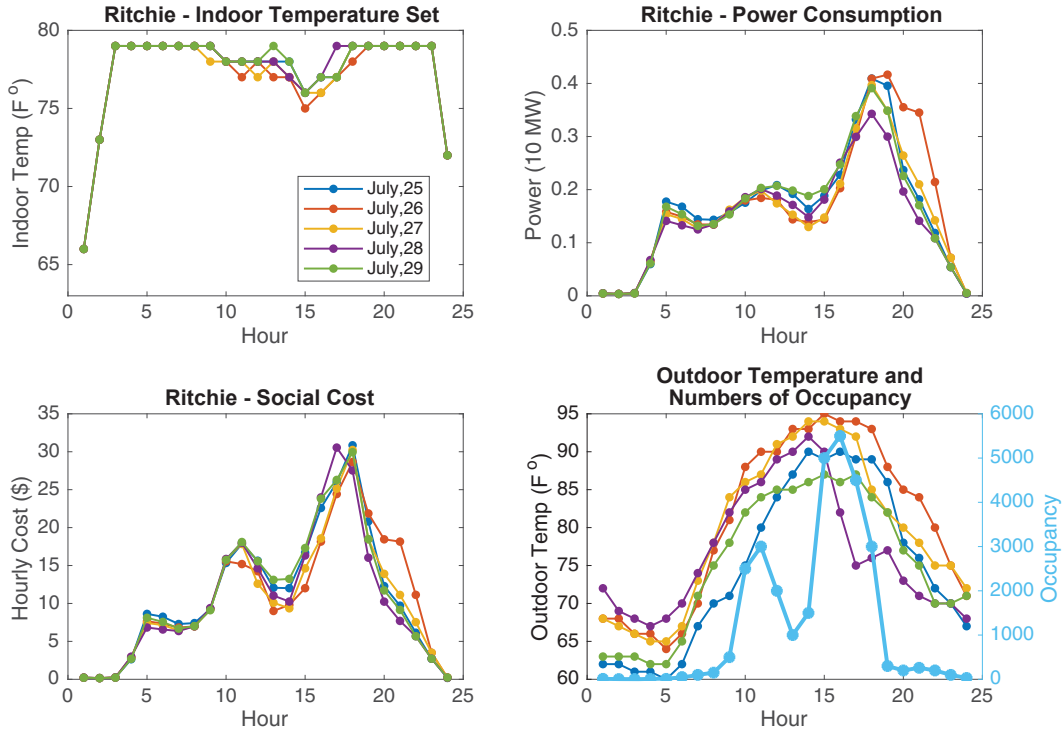 Ritchie - Indoor Temperature Set
80
75
70
65
Indoor Temp (F °)
July,25
July,26
July,27
July,28
July,29
0 5 10 15 20 25
Hour
Ritchie - Power Consumption
0.5
0.4
0.3
0.2
0.1
0
Power (10 MW)
0 5 10 15 20 25
Hour
Ritchie - Social Cost
35
30
25
20
15
10
5
0
Hourly Cost ($)
0 5 10 15 20 25
Hour
Outdoor Temperature and
Numbers of Occupancy
95
90
85
80
75
70
65
60
Outdoor Temp (F °)
6000
5000
4000
3000
2000
1000
0
Occupancy
0 5 10 15 20 25
Hour